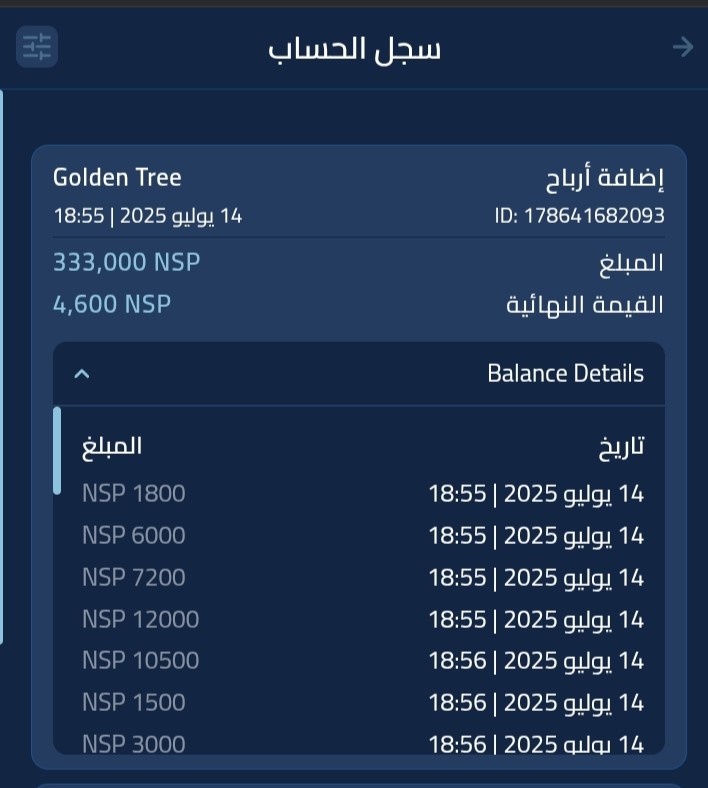 سجل الحساب
إضافة أرباح Golden Tree
ID: 178641682093 14 يوليو 2025 | 18:55
المبلغ 333,000 NSP
القيمة النهائية 4,600 NSP
Balance Details
تاريخ المبلغ
14 يوليو 2025 | 18:55 NSP 1800
14 يوليو 2025 | 18:55 NSP 6000
14 يوليو 2025 | 18:55 NSP 7200
14 يوليو 2025 | 18:55 NSP 12000
14 يوليو 2025 | 18:56 NSP 10500
14 يوليو 2025 | 18:56 NSP 1500
14 يوليو 2025 | 18:56 NSP 3000